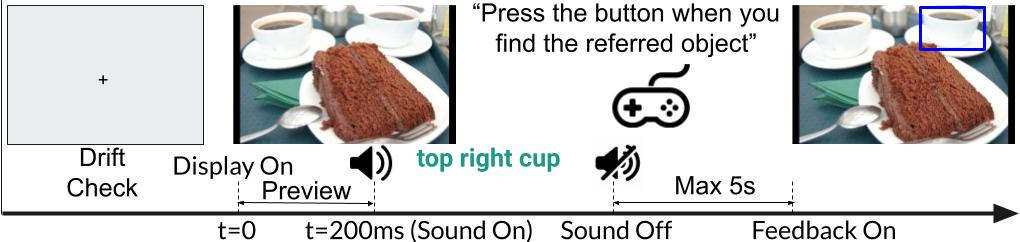 “Press the button when you
find the referred object”
+
Drift
Check
Display On
top right cup
Preview
Max 5s
t=0
t=200ms (Sound On)
Sound Off
Feedback On